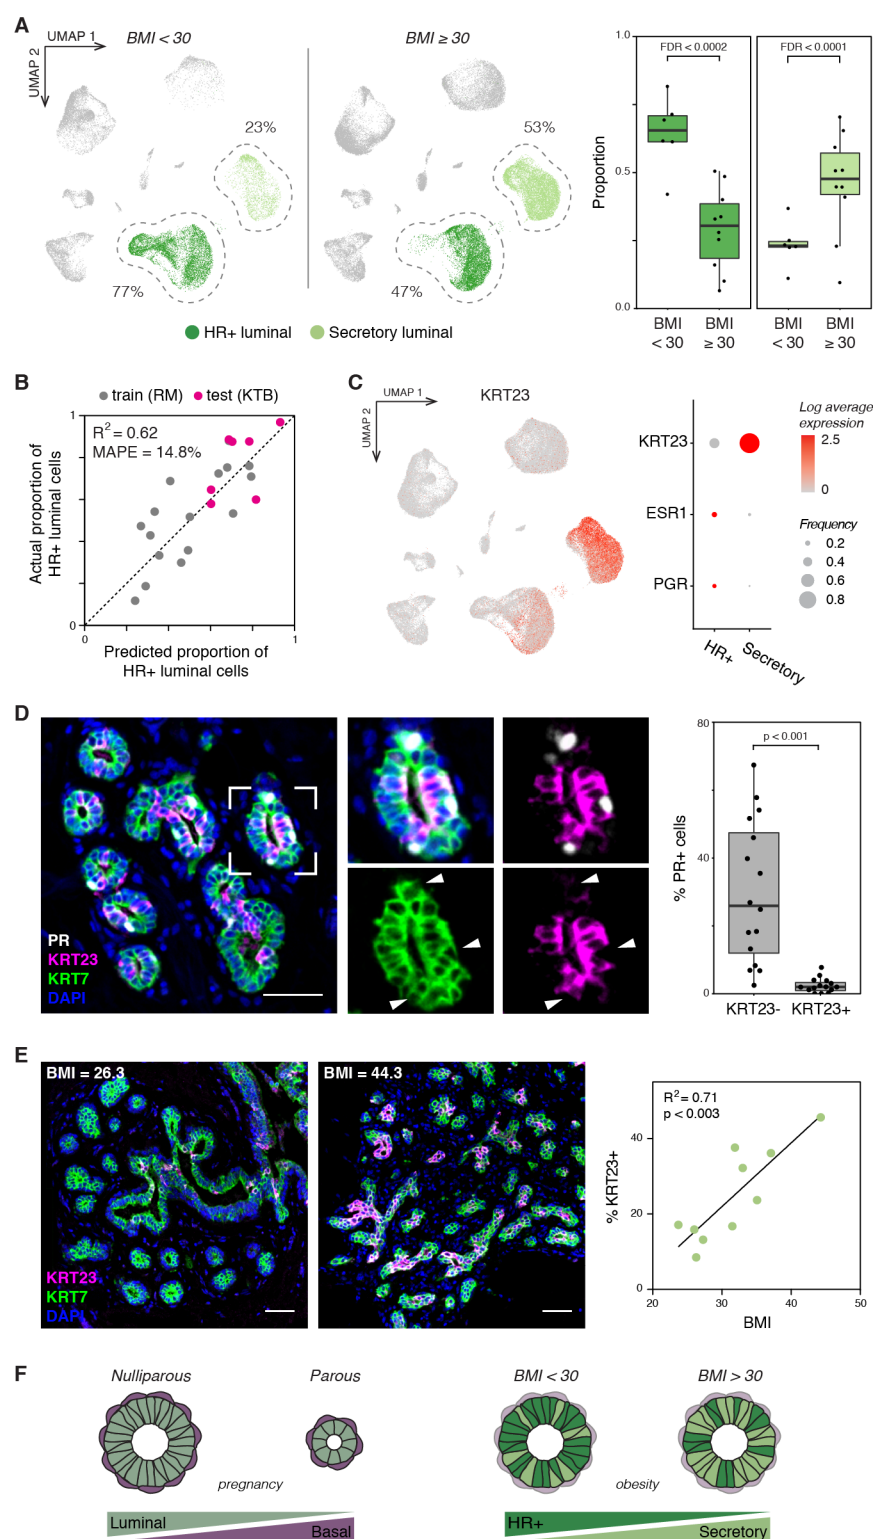 A
UMAP 1
UMAP 2
BMI < 30
BMI ≥ 30
23%
77%
53%
47%
HR+ luminal
Secretory luminal
Proportion
1.0
0.5
0.0
FDR < 0.0002
FDR < 0.0001
BMI
< 30
BMI
≥ 30
BMI
< 30
BMI
≥ 30
B
train (RM)
test (KTB)
R² = 0.62
MAPE = 14.8%
Actual proportion of
HR+ luminal cells
1
0
0
1
Predicted proportion of
HR+ luminal cells
C
UMAP 1
UMAP 2
KRT23
KRT23
ESR1
PGR
HR+
Secretory
Log average
expression
2.5
0
Frequency
0.2
0.4
0.6
0.8
D
PR
KRT23
KRT7
DAPI
% PR+ cells
80
40
0
p < 0.001
KRT23-
KRT23+
E
BMI = 26.3
KRT23
KRT7
DAPI
BMI = 44.3
R² = 0.71
p < 0.003
% KRT23+
40
20
0
20
30
40
50
BMI
F
Nulliparous
Parous
pregnancy
Luminal
Basal
BMI < 30
BMI > 30
obesity
HR+
Secretory